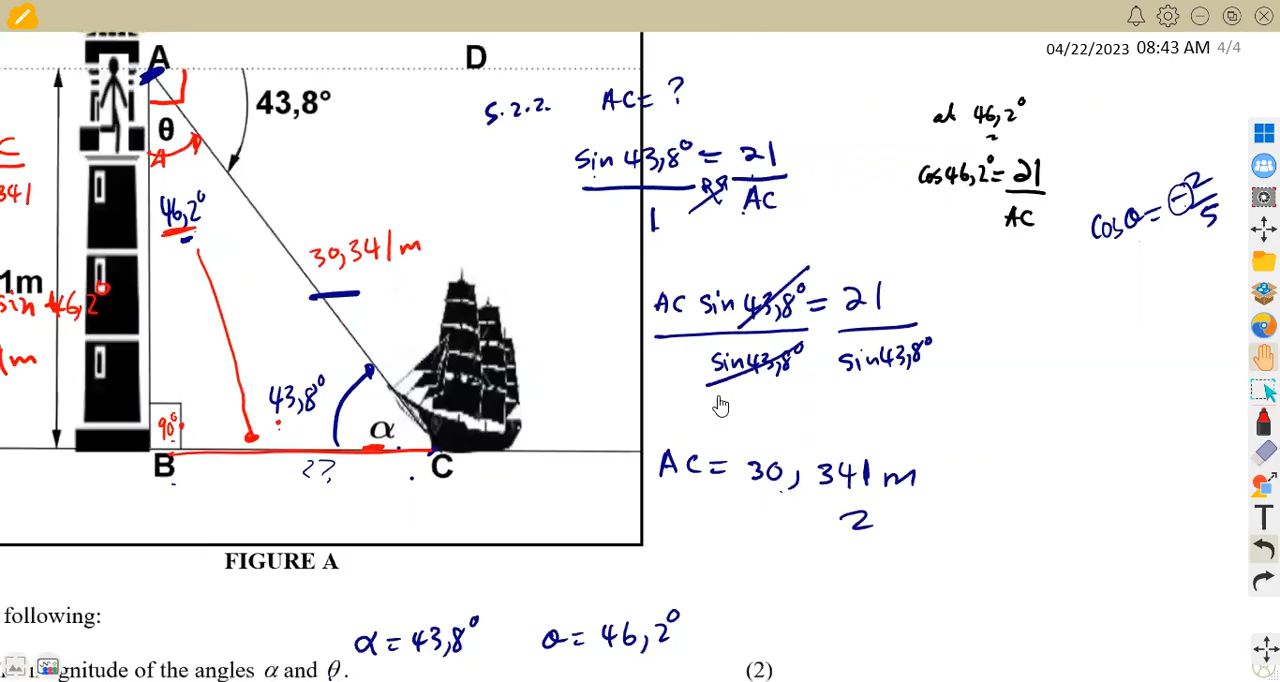 04/22/2023 08:43 AM 4/4
A
D
43,8°
θ
A
46,2°
341
1m
sin 46,2°
m
30,341m
90°
43,8°
α
B
??
C
FIGURE A
5.2.2. AC = ?
sin 43,8° = 21
1 AC
AC sin 43,8° = 21
sin 43,8° sin 43,8°
AC = 30,341 m
2
at 46,2°
cos 46,2° = 21
AC
cos θ = -2
5
T
following:
α = 43,8° θ = 46,2°
gnitude of the angles α and θ. (2)